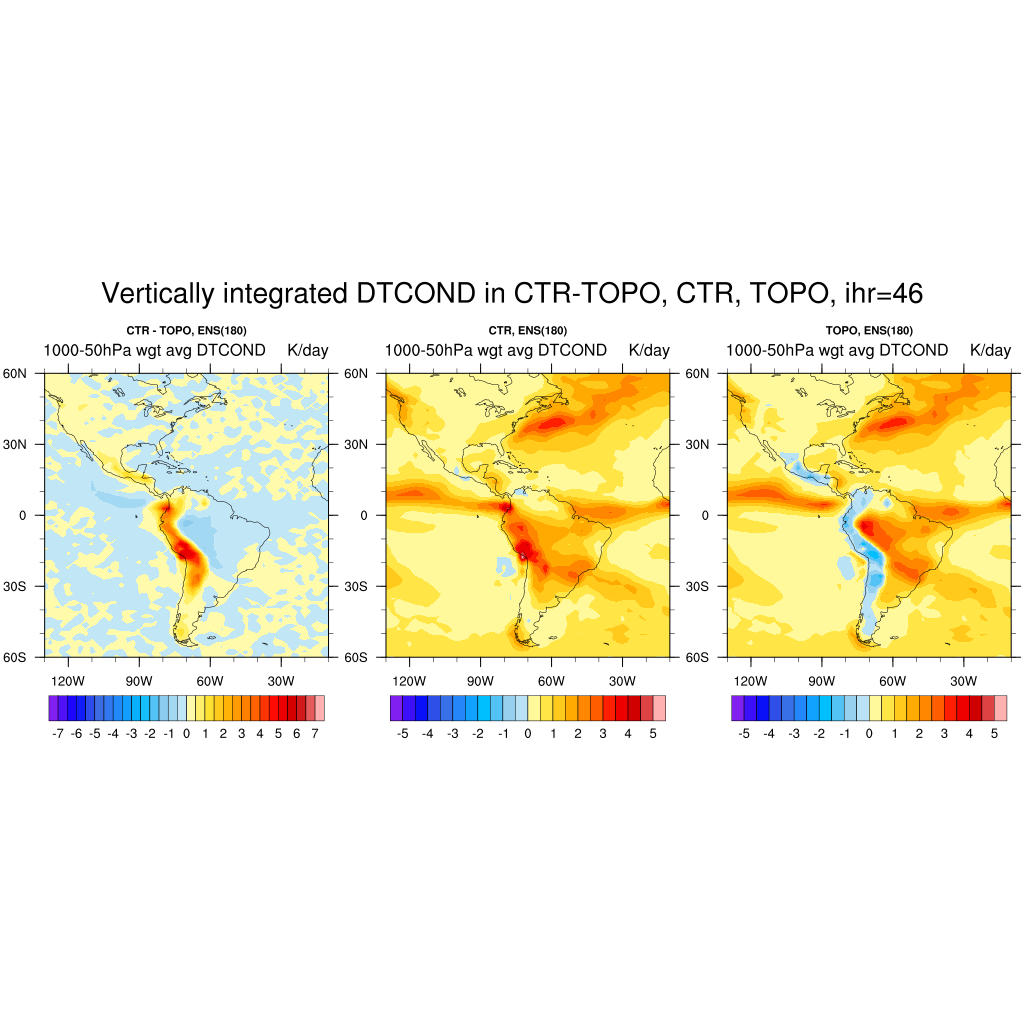 Vertically integrated DTCOND in CTR-TOPO, CTR, TOPO, ihr=46
CTR - TOPO, ENS(180)
1000-50hPa wgt avg DTCOND K/day
60N
30N
0
30S
60S
120W 90W 60W 30W
-7 -6 -5 -4 -3 -2 -1 0 1 2 3 4 5 6 7
CTR, ENS(180)
1000-50hPa wgt avg DTCOND K/day
60N
30N
0
30S
60S
120W 90W 60W 30W
-5 -4 -3 -2 -1 0 1 2 3 4 5
TOPO, ENS(180)
1000-50hPa wgt avg DTCOND K/day
60N
30N
0
30S
60S
120W 90W 60W 30W
-5 -4 -3 -2 -1 0 1 2 3 4 5